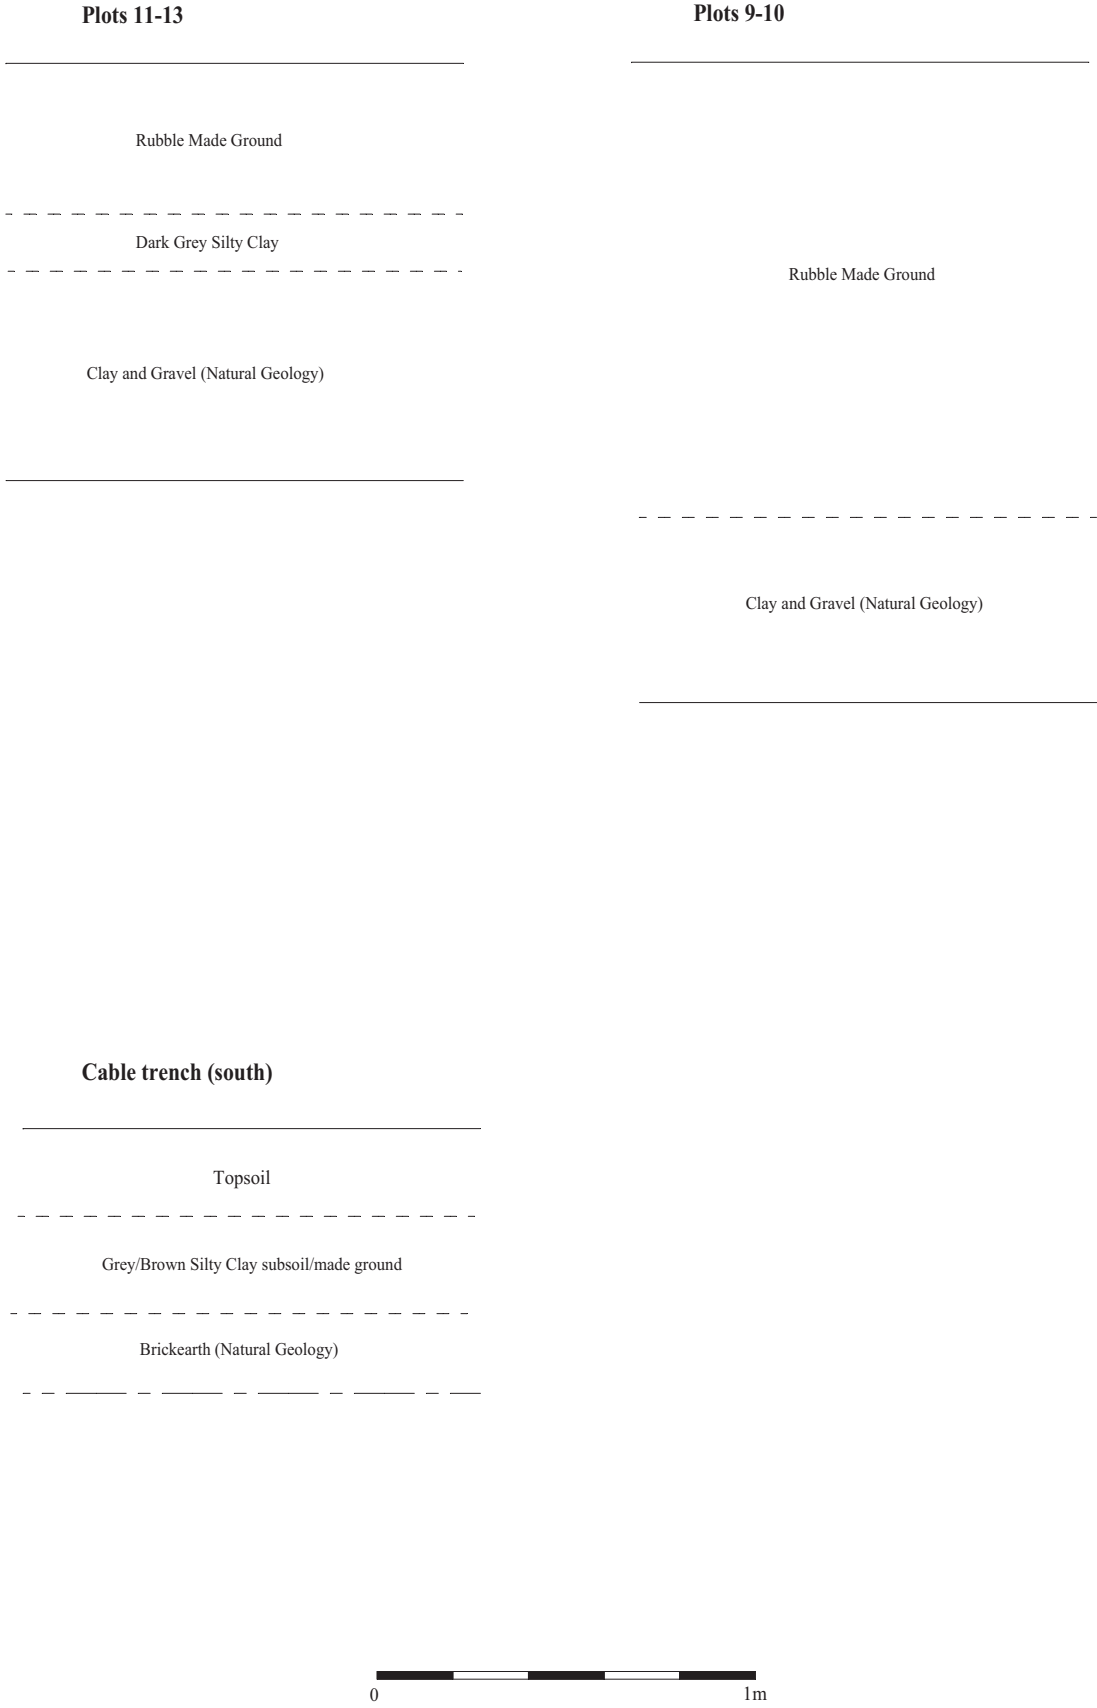 Plots 11-13
Rubble Made Ground
Dark Grey Silty Clay
Clay and Gravel (Natural Geology)
Plots 9-10
Rubble Made Ground
Clay and Gravel (Natural Geology)
Cable trench (south)
Topsoil
Grey/Brown Silty Clay subsoil/made ground
Brickearth (Natural Geology)
0 1m